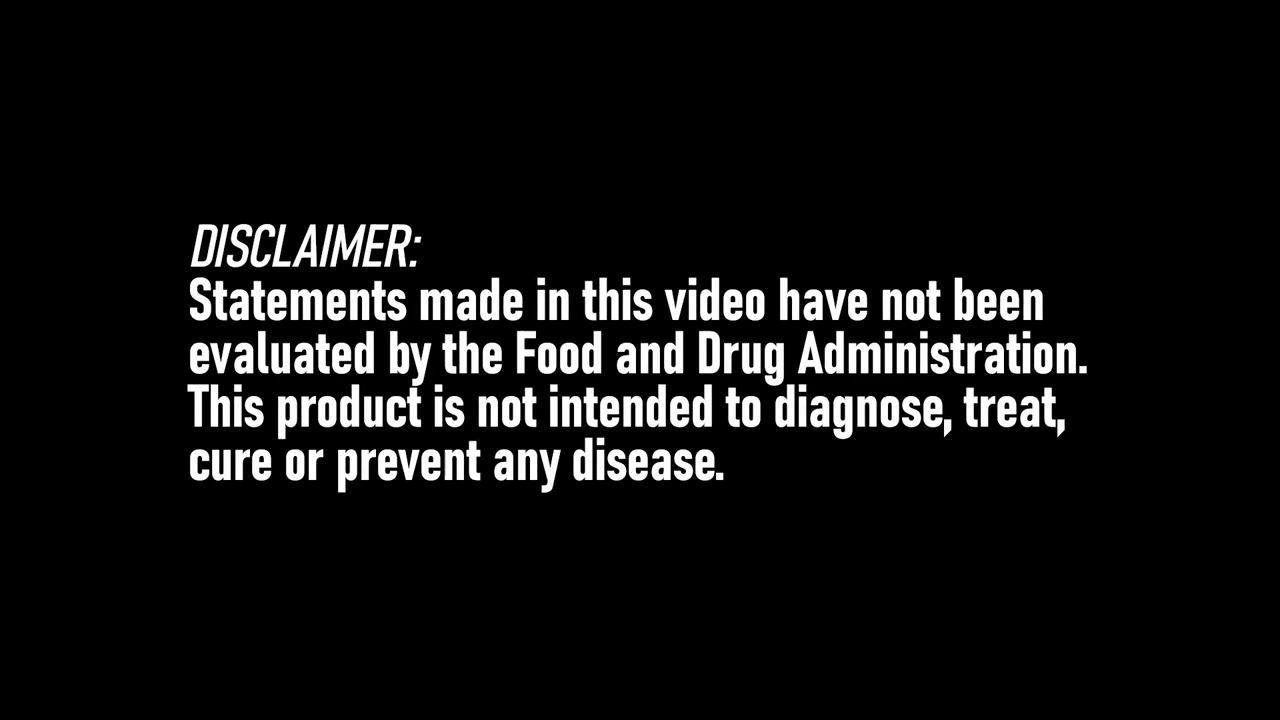 DISCLAIMER:
Statements made in this video have not been
evaluated by the Food and Drug Administration.
This product is not intended to diagnose, treat,
cure or prevent any disease.